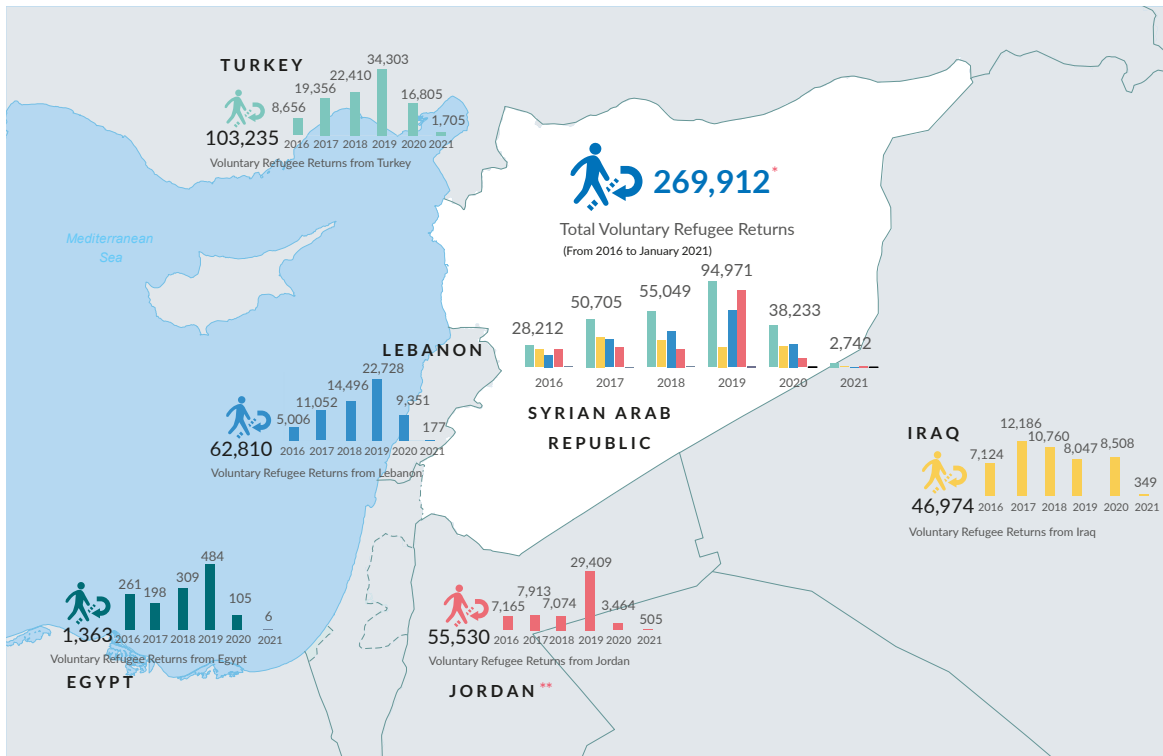 TURKEY
34,303
22,410
19,356
16,805
8,656
1,705
103,235
2016 2017 2018 2019 2020 2021
Voluntary Refugee Returns from Turkey
269,912*
Total Voluntary Refugee Returns
(From 2016 to January 2021)
94,971
55,049
50,705
38,233
28,212
2,742
2016 2017 2018 2019 2020 2021
SYRIAN ARAB
REPUBLIC
Mediterranean
Sea
LEBANON
22,728
14,496
11,052
9,351
5,006
177
62,810
2016 2017 2018 2019 2020 2021
Voluntary Refugee Returns from Lebanon
IRAQ
12,186
10,760
7,124
8,047
8,508
349
46,974
2016 2017 2018 2019 2020 2021
Voluntary Refugee Returns from Iraq
484
309
261
198
105
6
1,363
2016 2017 2018 2019 2020 2021
Voluntary Refugee Returns from Egypt
EGYPT
29,409
7,913
7,165
7,074
3,464
505
55,530
2016 2017 2018 2019 2020 2021
Voluntary Refugee Returns from Jordan
JORDAN **